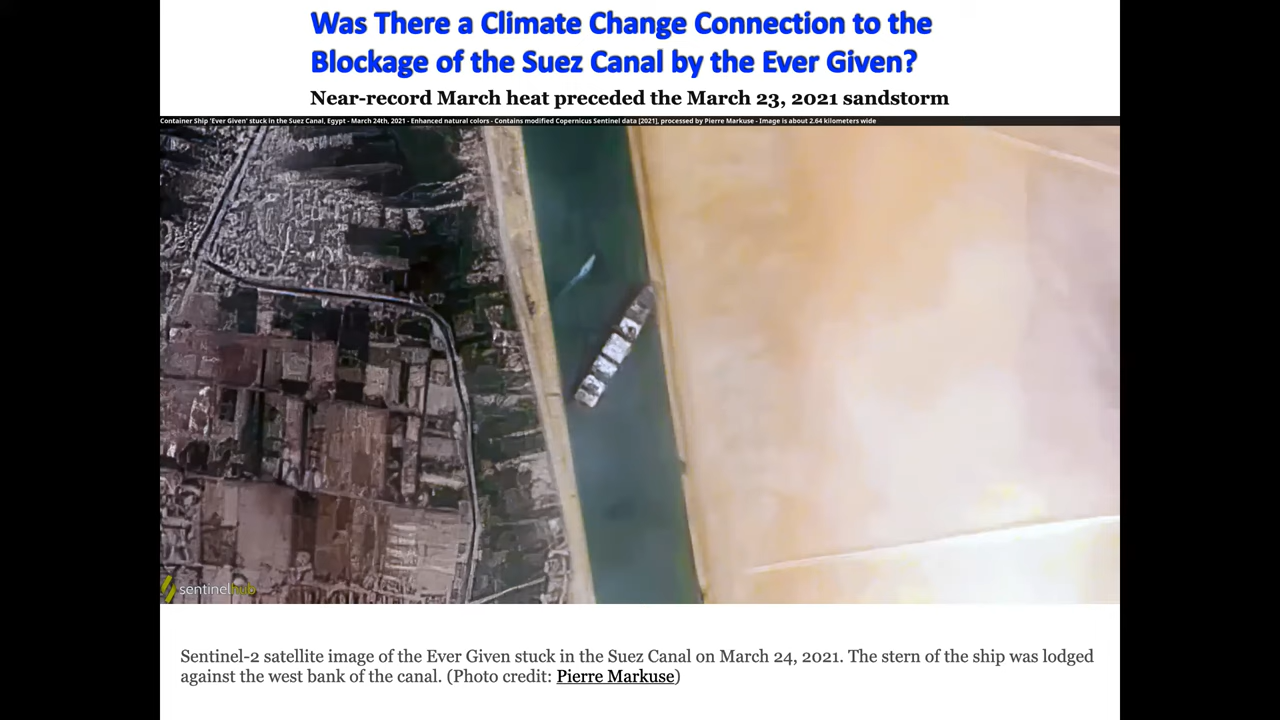 Was There a Climate Change Connection to the
Blockage of the Suez Canal by the Ever Given?
Near-record March heat preceded the March 23, 2021 sandstorm
Container Ship 'Ever Given' stuck in the Suez Canal, Egypt - March 24th, 2021 - Enhanced natural colors - Contains modified Copernicus Sentinel data [2021], processed by Pierre Markuse - Image is about 2.64 kilometers wide
sentinelhub
Sentinel-2 satellite image of the Ever Given stuck in the Suez Canal on March 24, 2021. The stern of the ship was lodged
against the west bank of the canal. (Photo credit: Pierre Markuse)